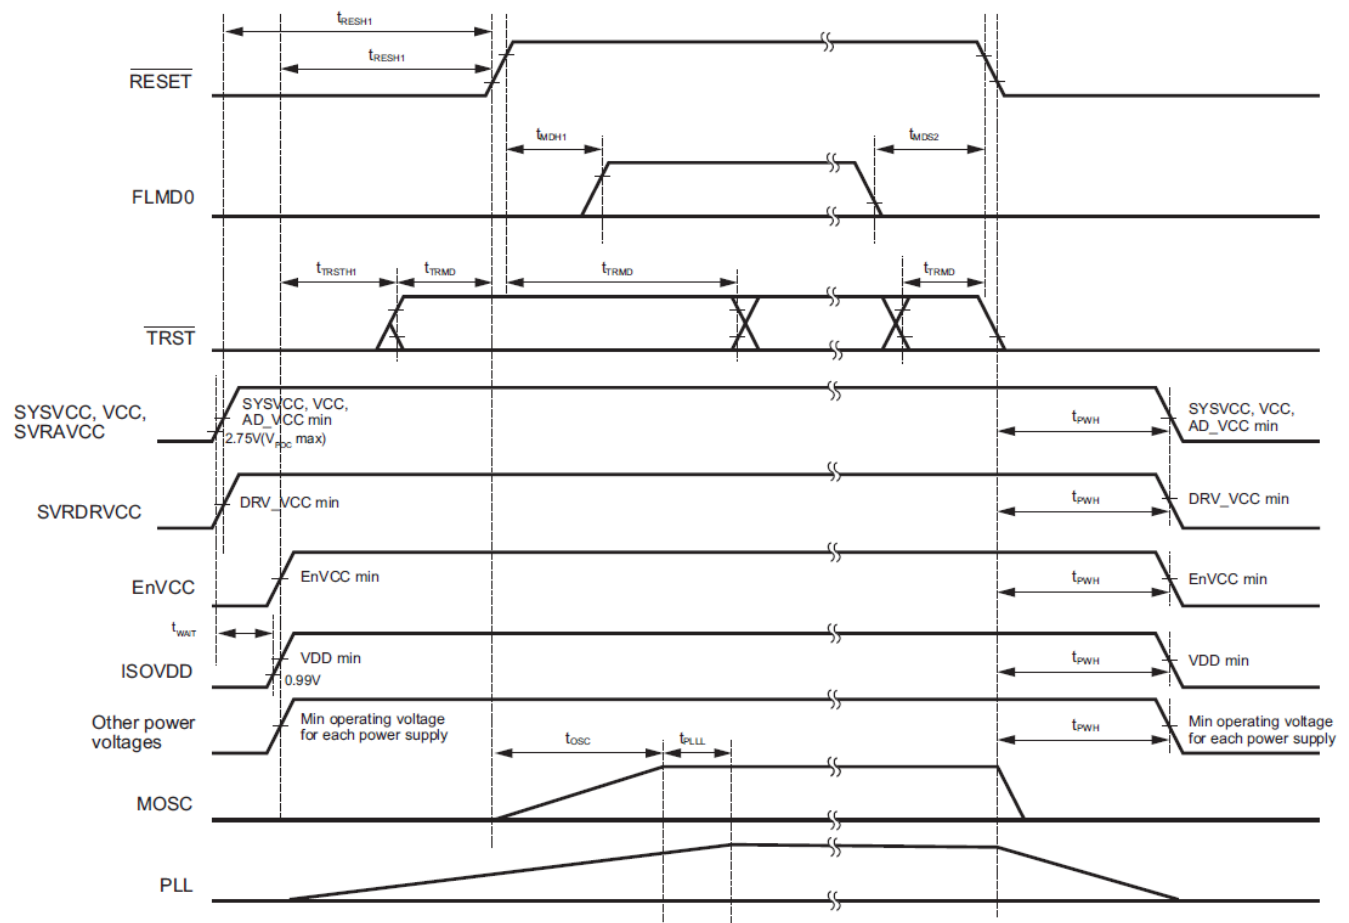 tRESH1
tRESH1
RESET
tMDH1
tMDS2
FLMD0
tTRSTH1
tTRMD
tTRMD
tTRMD
TRST
SYSVCC, VCC,
SVRAVCC
SYSVCC, VCC,
AD_VCC min
2.75V(VPOC max)
tPWH
SYSVCC, VCC,
AD_VCC min
SVRDRVCC
DRV_VCC min
tPWH
DRV_VCC min
EnVCC
EnVCC min
tPWH
EnVCC min
tWAIT
ISOVDD
VDD min
0.99V
tPWH
VDD min
Other power
voltages
Min operating voltage
for each power supply
tPWH
Min operating voltage
for each power supply
tOSC
tPLLL
MOSC
PLL